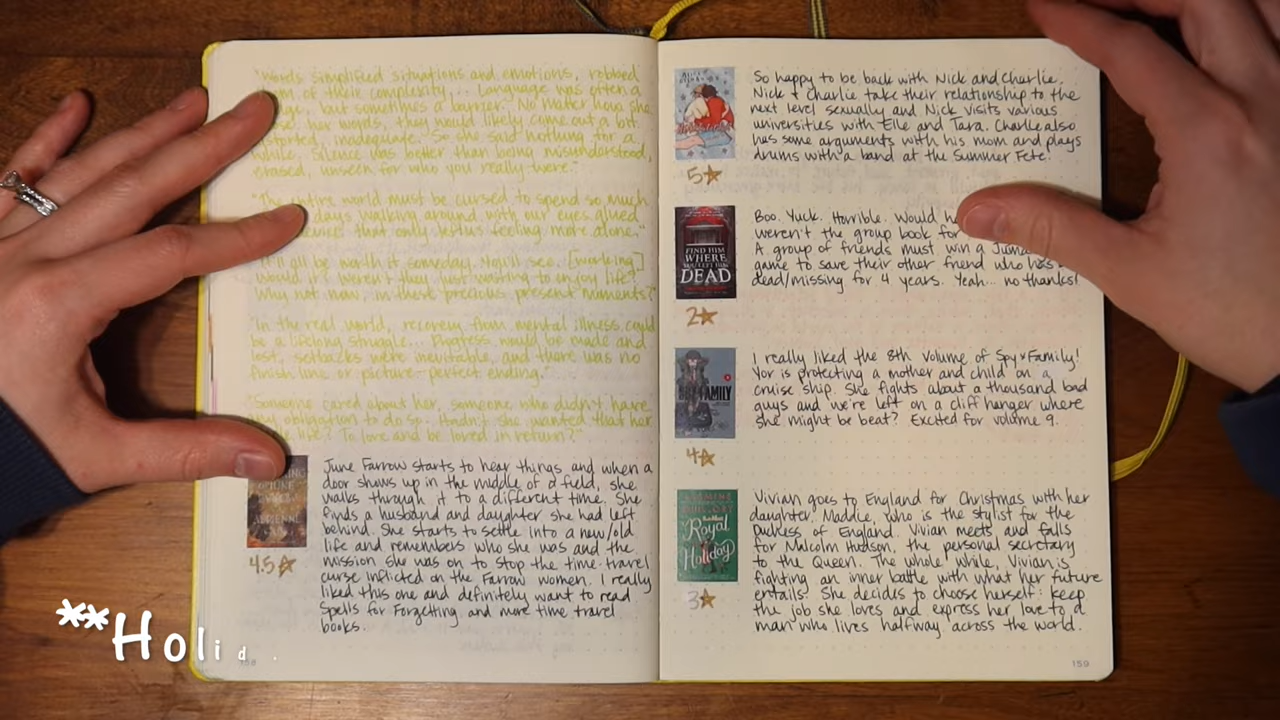 "Words simplified situations and emotions, robbed
of their complexity... Language was often a
but sometimes a barrier. No matter how she
her words, they would likely come out a bit
inadequate. So she said nothing for a
while, silence was better than being misunderstood,
erased, unseen for who you really were."
"The entire world must be cursed to spend so much
days walking around with our eyes glued
that only let us feeling more alone."
all be worth it someday. You'll see. [working]
would if weren't they just wanting to enjoy life?
Why not now, in these precious present moments?"
"In the real world, recovery from mental illness could
be a lifelong struggle... Progress would be made and
lost, setbacks were inevitable, and there was no
finish line or picture-perfect ending."
"Someone cared about her, someone who didn't have
any obligation to do so. Hadn't she wanted that her
life? To love and be loved in return?"
June Farrow starts to hear things and when a
door shows up in the middle of a field, she
walks through it to a different time. She
finds a husband and daughter she had left
behind. She starts to settle into a new/old
life and remembers who she was and the
mission she was on to stop the time-travel
curse inflicted on the Farrow women. I really
liked this one and definitely want to read
Spells for Forgetting and more time travel
books.
JUNE
4.5
158
So happy to be back with Nick and Charlie.
Nick + Charlie take their relationship to the
next level sexually and Nick visits various
universities with Elle and Tara. Charlie also
has some arguments with his mom and plays
drums with a band at the Summer Fete.
5
Boo. Yuck. Horrible. Would
weren't the group book for
A group of friends must win a
game to save their other friend who
dead/missing for 4 years. Yeah... no thanks!
FIND HIM
WHERE
YOU LEFT HIM
DEAD
2
I really liked the 8th volume of Spy x Family!
Yor is protecting a mother and child on a
cruise ship. She fights about a thousand bad
guys and we're left on a cliff hanger where
she might be beat? Excited for volume 9.
FAMILY
4
Vivian goes to England for Christmas with her
daughter, Maddie, who is the stylist for the
Duchess of England. Vivian meets and falls
for Malcolm Hudson, the personal secretary
to the Queen. The whole while, Vivian is
fighting an inner battle with what her future
entails. She decides to choose herself: keep
the job she loves and express her love to a
man who lives halfway across the world.
Royal
Holiday
3
159
**Holid